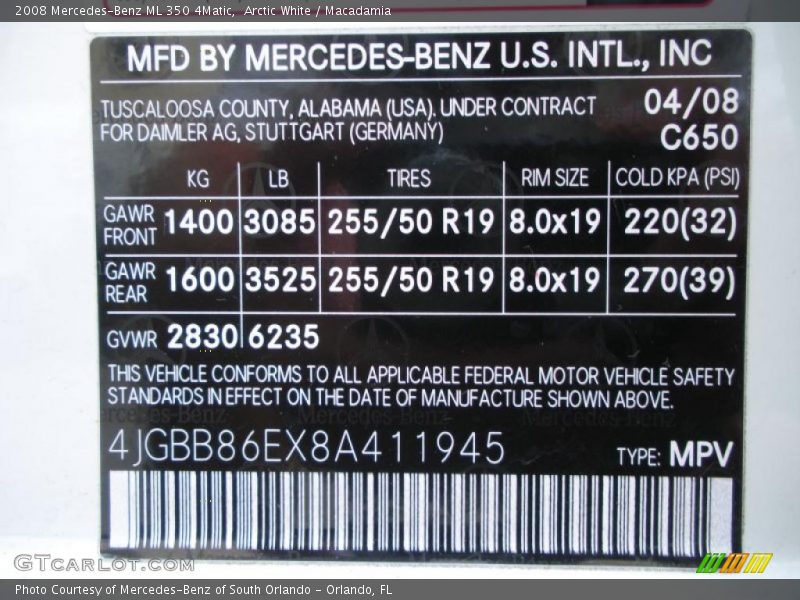 2008 Mercedes-Benz ML 350 4Matic,  Arctic White / Macadamia
MFD BY MERCEDES-BENZ U.S. INTL., INC
TUSCALOOSA COUNTY, ALABAMA (USA), UNDER CONTRACT 04/08
FOR DAIMLER AG, STUTTGART (GERMANY) C650
KG LB TIRES RIM SIZE COLD KPA (PSI)
GAWR FRONT 1400 3085 255/50 R19 8.0x19 220(32)
GAWR REAR 1600 3525 255/50 R19 8.0x19 270(39)
GVWR 2830 6235
THIS VEHICLE CONFORMS TO ALL APPLICABLE FEDERAL MOTOR VEHICLE SAFETY
STANDARDS IN EFFECT ON THE DATE OF MANUFACTURE SHOWN ABOVE.
4JGBB86EX8A411945 TYPE: MPV
GTCARLOT.COM
Photo Courtesy of Mercedes-Benz of South Orlando - Orlando, FL